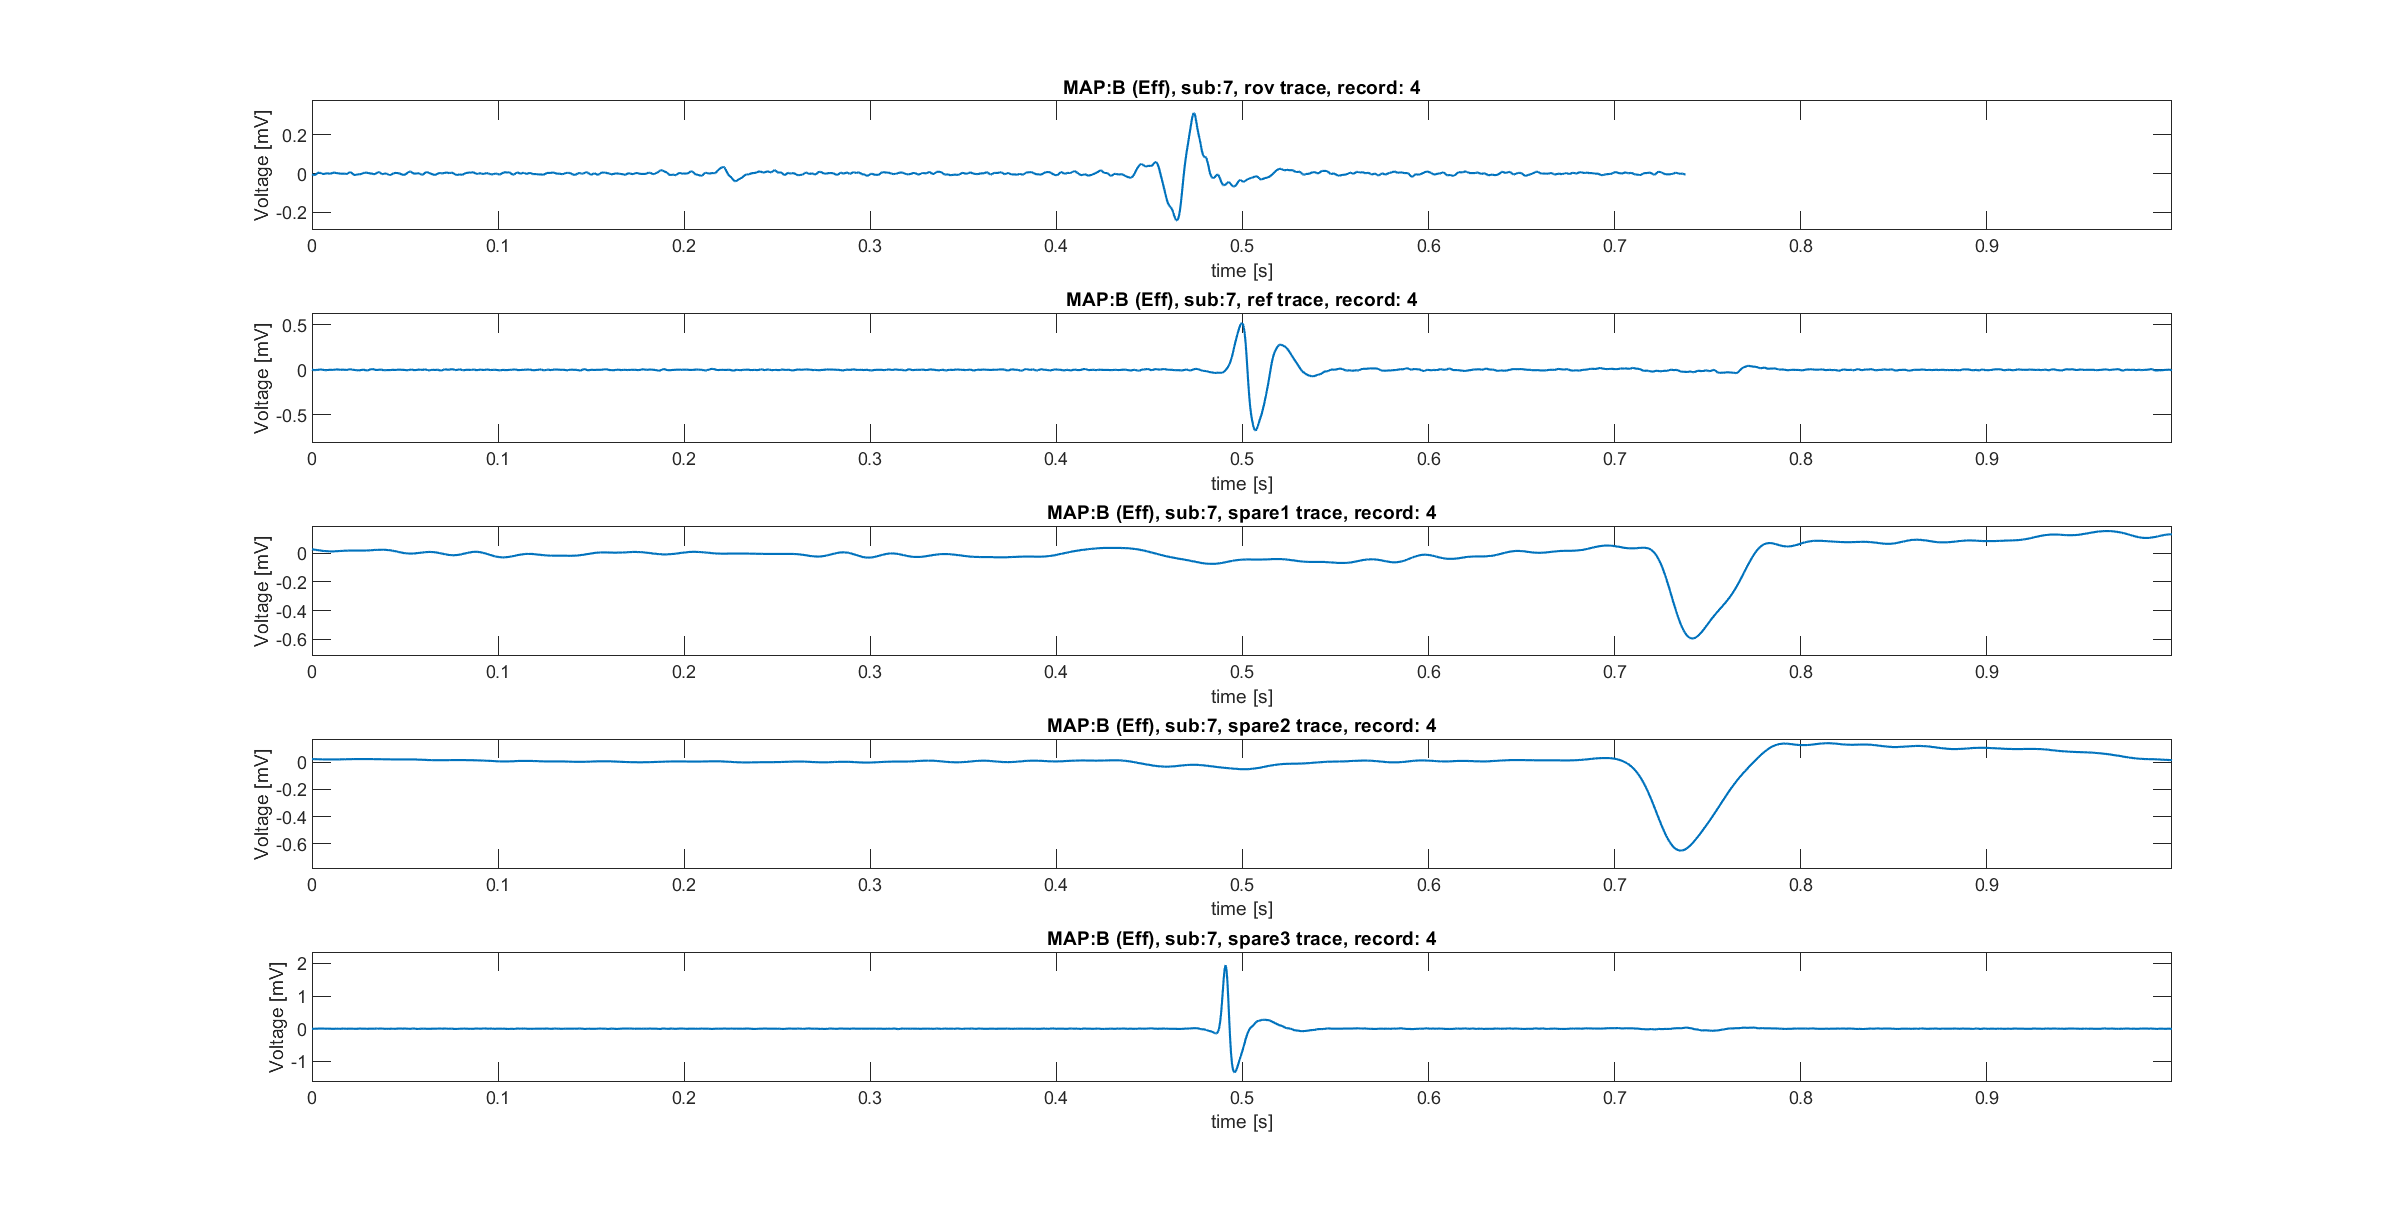 MAP:B (Eff), sub:7, rov trace, record: 4
Voltage [mV]
0.2
0
-0.2
0 0.1 0.2 0.3 0.4 0.5 0.6 0.7 0.8 0.9
time [s]
MAP:B (Eff), sub:7, ref trace, record: 4
Voltage [mV]
0.5
0
-0.5
0 0.1 0.2 0.3 0.4 0.5 0.6 0.7 0.8 0.9
time [s]
MAP:B (Eff), sub:7, spare1 trace, record: 4
Voltage [mV]
0
-0.2
-0.4
-0.6
0 0.1 0.2 0.3 0.4 0.5 0.6 0.7 0.8 0.9
time [s]
MAP:B (Eff), sub:7, spare2 trace, record: 4
Voltage [mV]
0
-0.2
-0.4
-0.6
0 0.1 0.2 0.3 0.4 0.5 0.6 0.7 0.8 0.9
time [s]
MAP:B (Eff), sub:7, spare3 trace, record: 4
Voltage [mV]
2
1
0
-1
0 0.1 0.2 0.3 0.4 0.5 0.6 0.7 0.8 0.9
time [s]